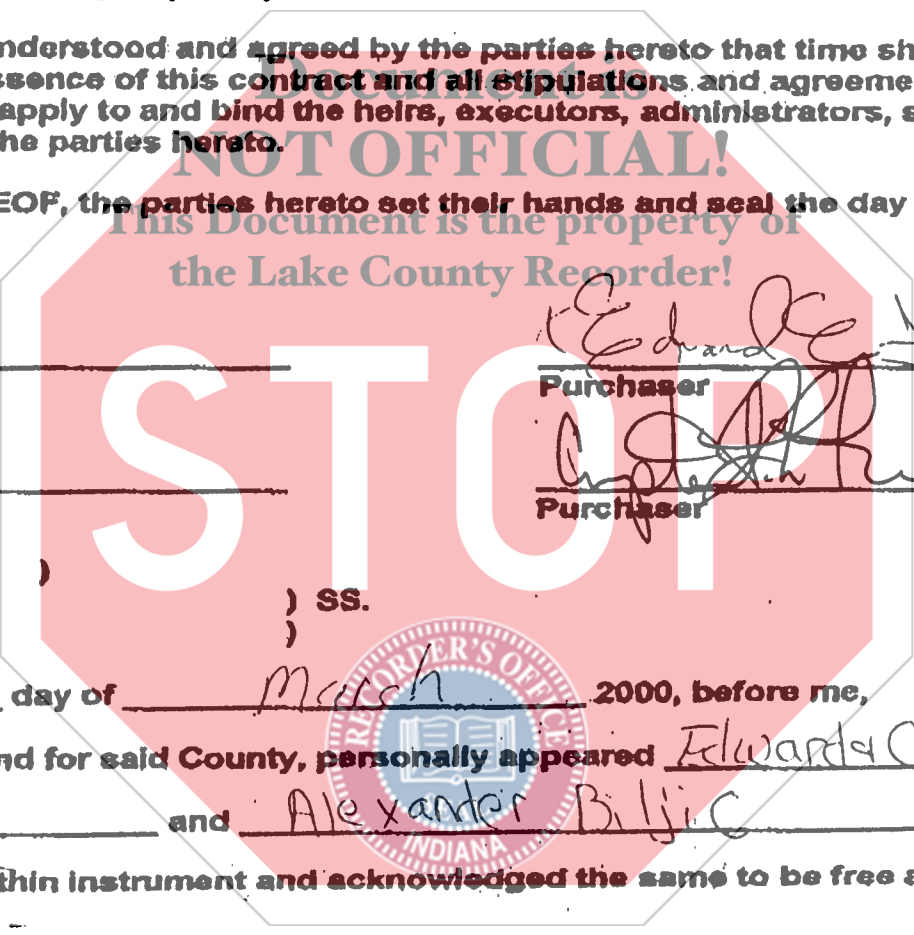 nderstood and agreed by the parties hereto that time sh
ssence of this contract and all stipulations and agreeme
Document is
apply to and bind the heirs, executors, administrators, s
he parties hereto.
NOT OFFICIAL!
EOF, the parties hereto set their hands and seal the day
This Document is the property of
the Lake County Recorder!
Edward
Purchaser
Purchaser
STOP
)
) SS.
)
day of March 2000, before me,
nd for said County, personally appeared Edwarda C
and Alexander Biljic
thin instrument and acknowledged the same to be free a
RECORDER'S OFFICE
INDIANA